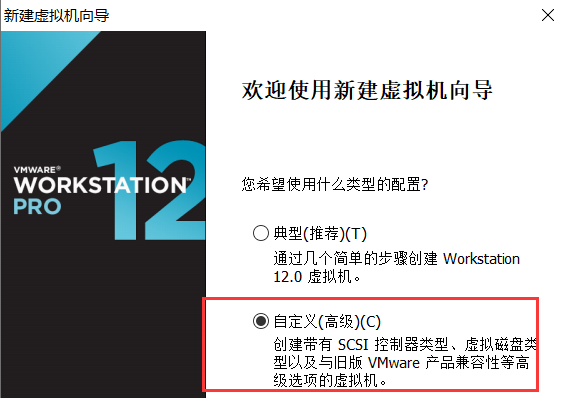 新建虚拟机向导
欢迎使用新建虚拟机向导
VMWARE®
WORKSTATION™
PRO
12
您希望使用什么类型的配置?
典型(推荐)(T)
通过几个简单的步骤创建 Workstation
12.0 虚拟机。
自定义(高级)(C)
创建带有 SCSI 控制器类型、虚拟磁盘类
型以及与旧版 VMware 产品兼容性等高
级选项的虚拟机。